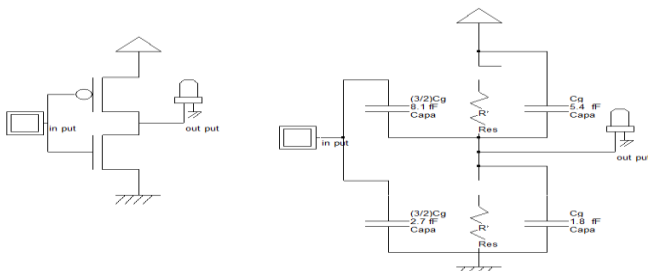 in put
out put
(3/2)Cg
8.1 fF
Capa
R'
Res
Cg
5.4 fF
Capa
in put
out put
(3/2)Cg
2.7 fF
Capa
R'
Res
Cg
1.8 fF
Capa